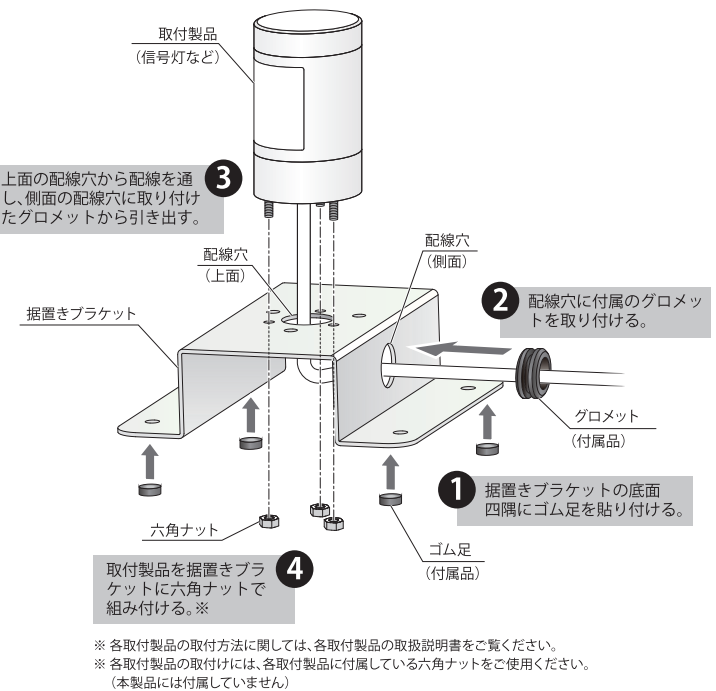 取付製品
（信号灯など）
3
上面の配線穴から配線を通
し、側面の配線穴に取り付け
たグロメットから引き出す。
配線穴
（上面）
配線穴
（側面）
据置きブラケット
2
配線穴に付属のグロメッ
トを取り付ける。
グロメット
（付属品）
1
据置きブラケットの底面
四隅にゴム足を貼り付ける。
六角ナット
ゴム足
（付属品）
4
取付製品を据置きブラ
ケットに六角ナットで
組み付ける。※
※ 各取付製品の取付方法に関しては、各取付製品の取扱説明書をご覧ください。
※ 各取付製品の取付けには、各取付製品に付属している六角ナットをご使用ください。
（本製品には付属していません）